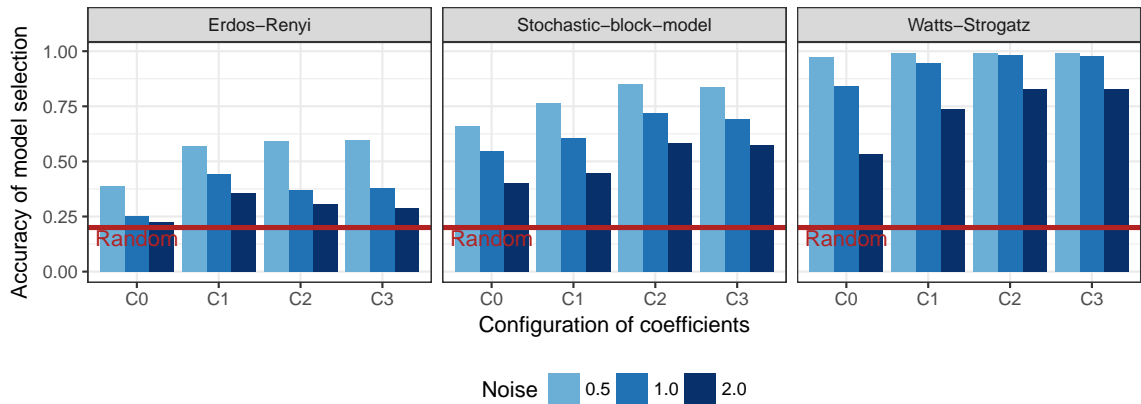 Erdos−Renyi
Stochastic−block−model
Watts−Strogatz
Accuracy of model selection
1.00
0.75
0.50
0.25
0.00
Random
Random
Random
C0 C1 C2 C3
C0 C1 C2 C3
C0 C1 C2 C3
Configuration of coefficients
Noise 0.5 1.0 2.0